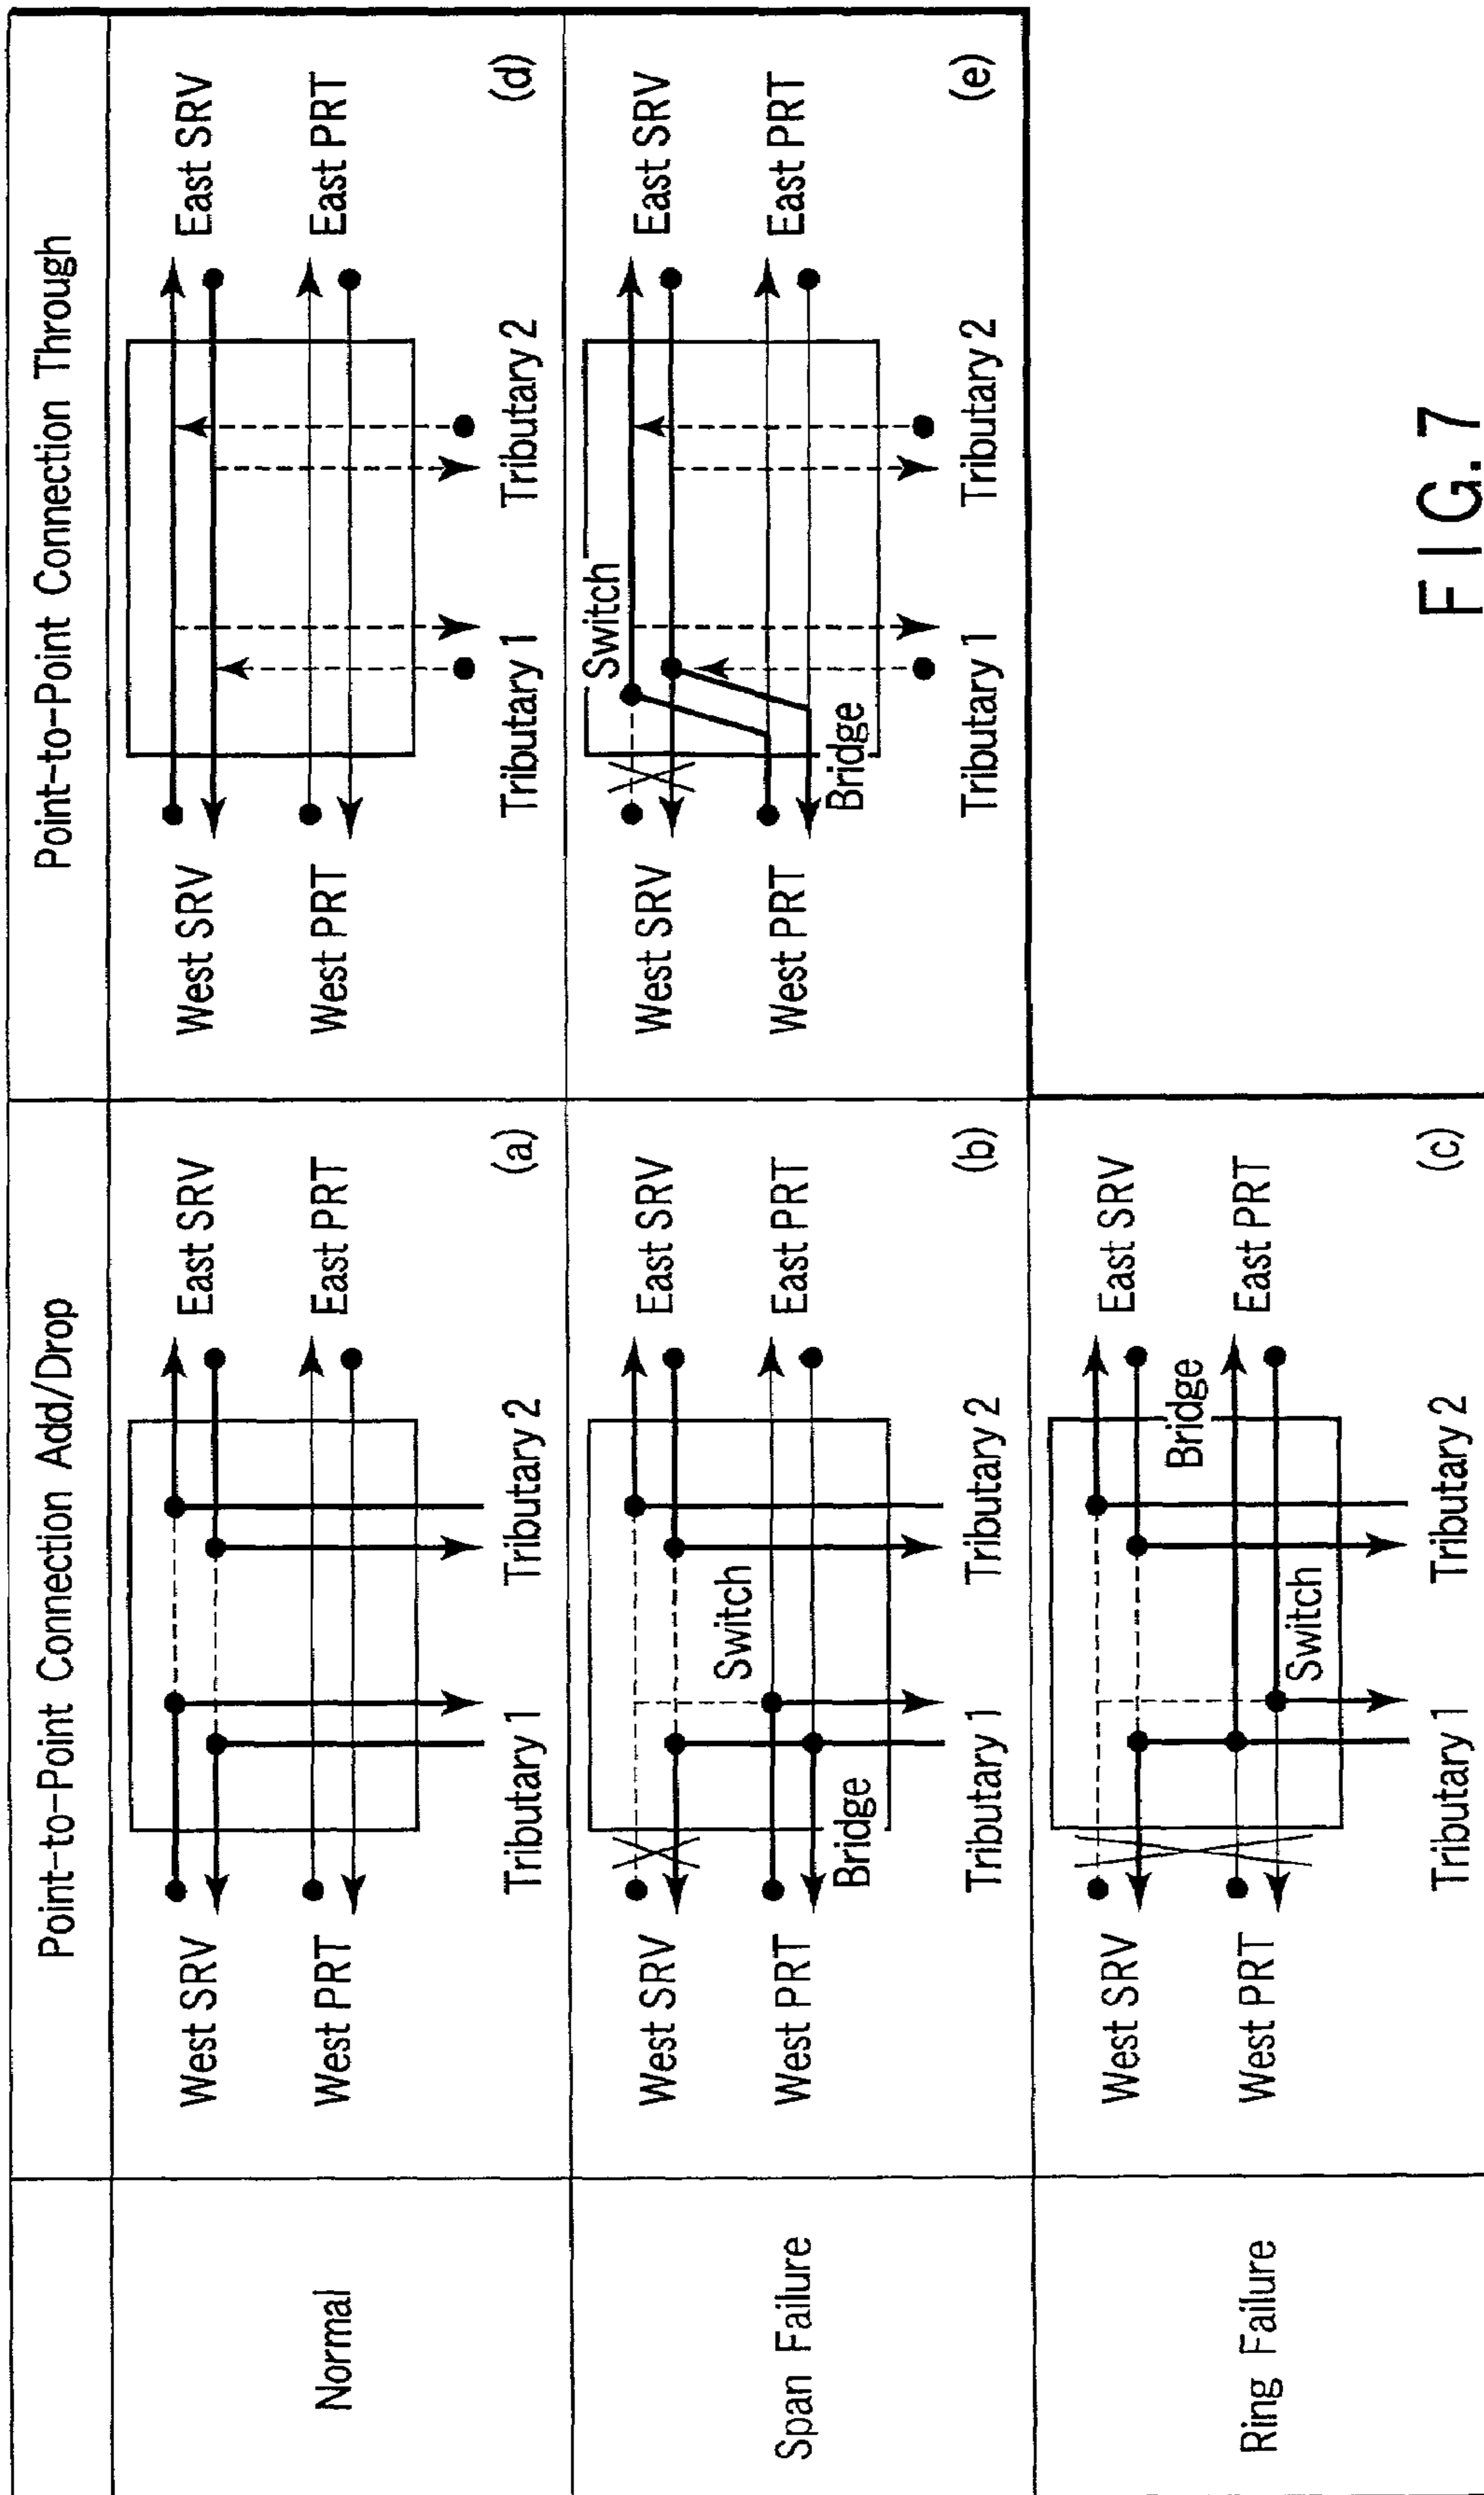 Point-to-Point Connection Add/Drop
Point-to-Point Connection Through
Normal
West SRV
East SRV
West PRT
East PRT
Tributary 1
Tributary 2
(a)
West SRV
East SRV
West PRT
East PRT
Tributary 1
Tributary 2
(d)
Span Failure
West SRV
East SRV
Switch
West PRT
East PRT
Bridge
Tributary 1
Tributary 2
(b)
Switch
West SRV
East SRV
West PRT
East PRT
Bridge
Tributary 1
Tributary 2
(e)
Ring Failure
West SRV
East SRV
Bridge
West PRT
East PRT
Switch
Tributary 1
Tributary 2
(c)
FIG. 7